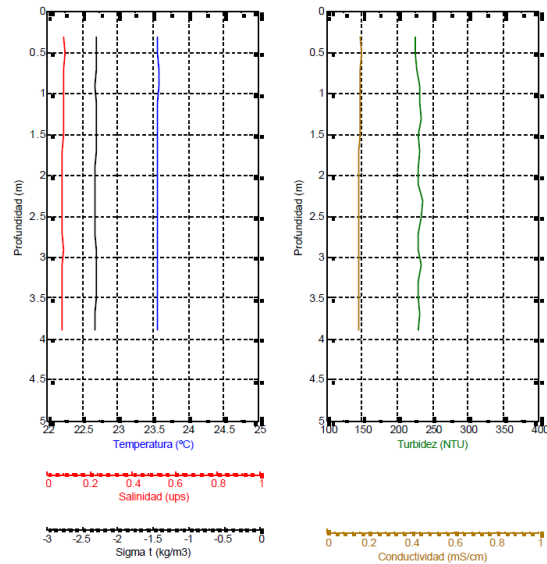 0
0.5
1
1.5
2
2.5
3
3.5
4
4.5
5
Profundidad (m)
22 22.5 23 23.5 24 24.5 25
Temperatura (ºC)
0 0.2 0.4 0.6 0.8 1
Salinidad (ups)
-3 -2.5 -2 -1.5 -1 -0.5 0
Sigma t (kg/m3)
0
0.5
1
1.5
2
2.5
3
3.5
4
4.5
5
Profundidad (m)
100 150 200 250 300 350 400
Turbidez (NTU)
0 0.2 0.4 0.6 0.8 1
Conductividad (mS/cm)